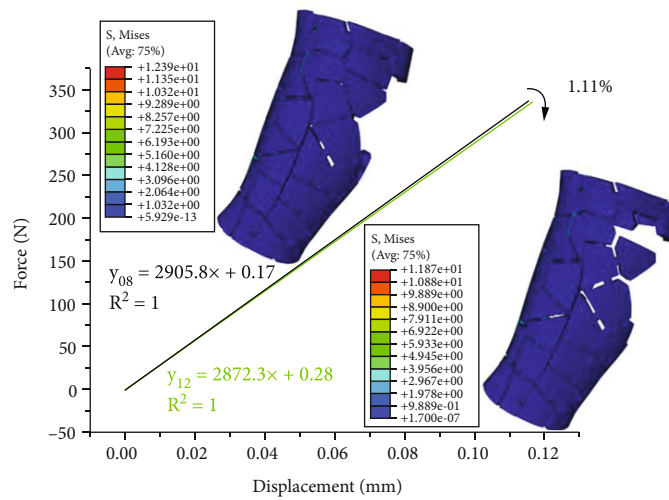 S, Mises
(Avg: 75%)
+1.239e+01
+1.135e+01
+1.032e+01
+9.289e+00
+8.257e+00
+7.225e+00
+6.193e+00
+5.160e+00
+4.128e+00
+3.096e+00
+2.064e+00
+1.032e+00
+5.929e-13
1.11%
350
300
250
200
150
100
50
0
−50
Force (N)
y08 = 2905.8× + 0.17
R² = 1
y12 = 2872.3× + 0.28
R² = 1
S, Mises
(Avg: 75%)
+1.187e+01
+1.088e+01
+9.889e+00
+8.900e+00
+7.911e+00
+6.922e+00
+5.933e+00
+4.945e+00
+3.956e+00
+2.967e+00
+1.978e+00
+9.889e-01
+1.700e-07
0.00 0.02 0.04 0.06 0.08 0.10 0.12
Displacement (mm)